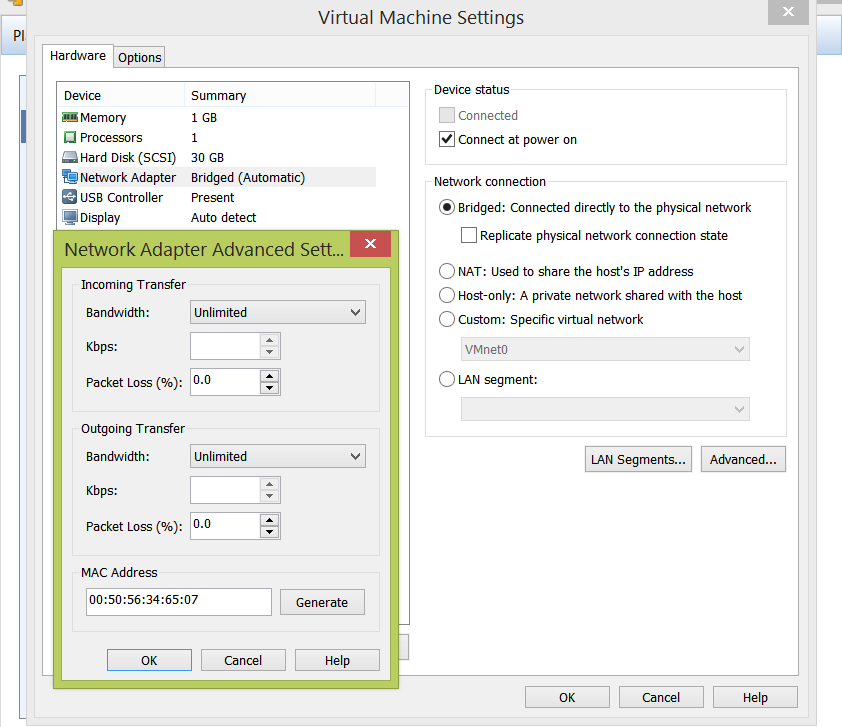 Virtual Machine Settings
Pl
Hardware
Options
Device Summary
Memory 1 GB
Processors 1
Hard Disk (SCSI) 30 GB
Network Adapter Bridged (Automatic)
USB Controller Present
Display Auto detect
Network Adapter Advanced Sett...
Incoming Transfer
Bandwidth: Unlimited
Kbps:
Packet Loss (%): 0.0
Outgoing Transfer
Bandwidth: Unlimited
Kbps:
Packet Loss (%): 0.0
MAC Address
00:50:56:34:65:07 Generate
OK Cancel Help
Device status
Connected
Connect at power on
Network connection
Bridged: Connected directly to the physical network
Replicate physical network connection state
NAT: Used to share the host's IP address
Host-only: A private network shared with the host
Custom: Specific virtual network
VMnet0
LAN segment:
LAN Segments... Advanced...
OK Cancel Help